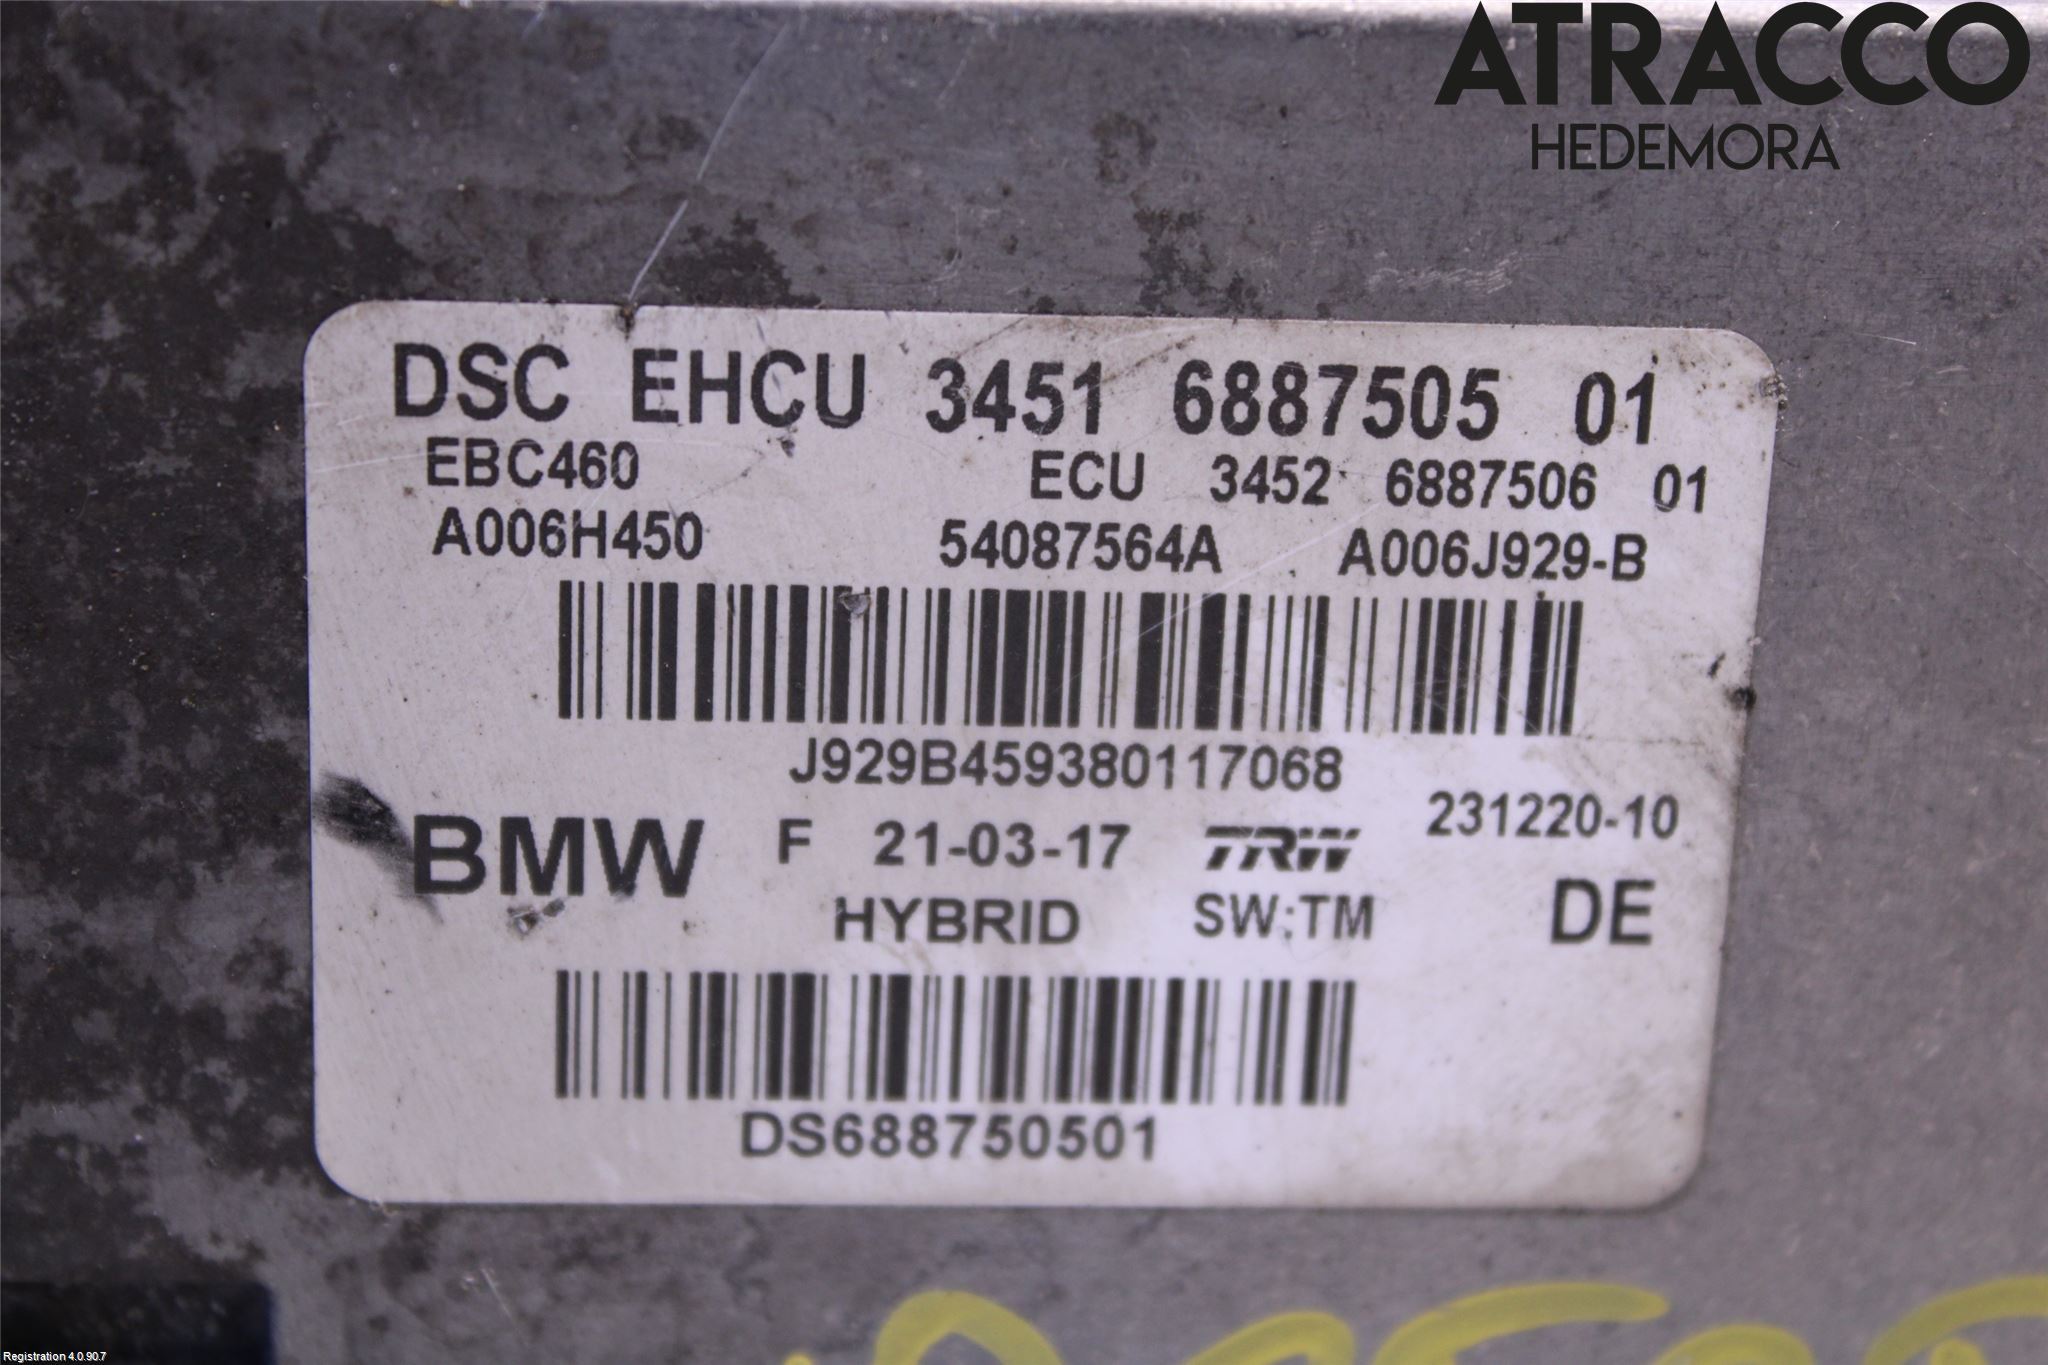 ATRACCO
HEDEMORA
DSC EHCU 3451 6887505 01
EBC460 ECU 3452 6887506 01
A006H450 54087564A A006J929-B
J929B459380117068
BMW F 21-03-17 TRW 231220-10
HYBRID SW:TM DE
DS688750501
Registration 4.0.90.7